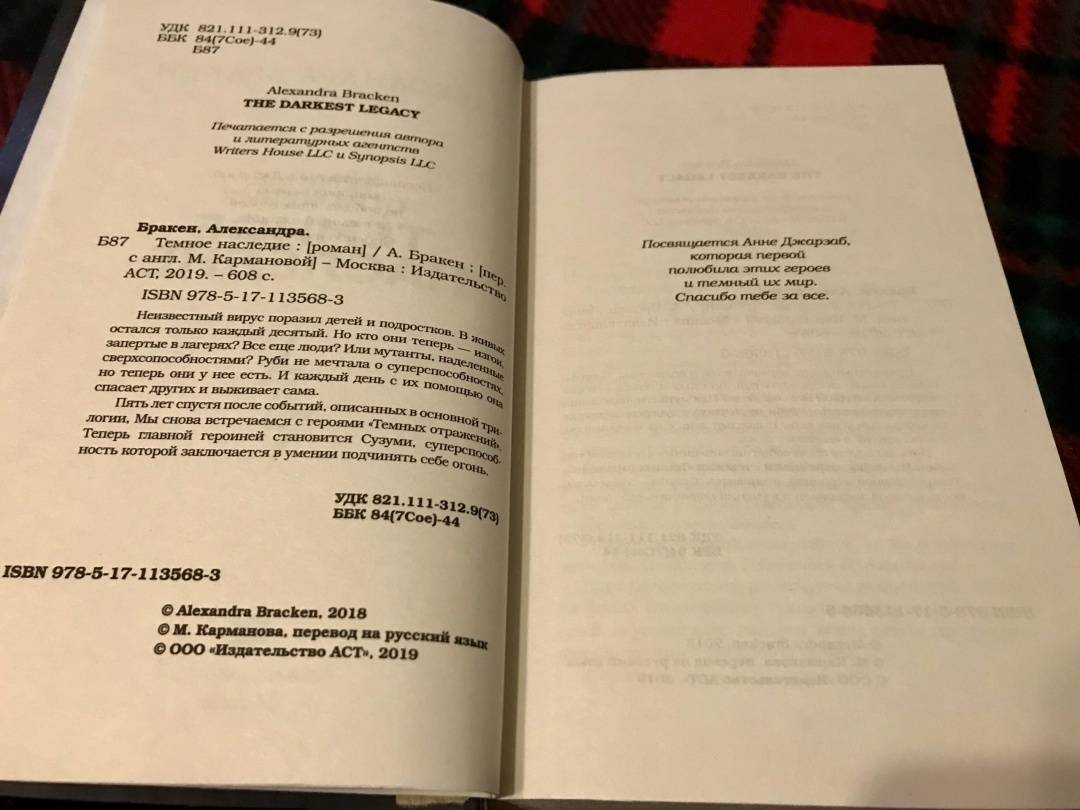 УДК 821.111-312.9(73)
ББК 84(7Сое)-44
Б87
Alexandra Bracken
THE DARKEST LEGACY
Печатается с разрешения автора
и литературных агентств
Writers House LLC и Synopsis LLC
Бракен, Александра.
Б87 Темное наследие : [роман] / А. Бракен ; [пер.
с англ. М. Кармановой] – Москва : Издательство
АСТ, 2019. – 608 с.
ISBN 978-5-17-113568-3
Неизвестный вирус поразил детей и подростков. В живых
остался только каждый десятый. Но кто они теперь — изгои,
запертые в лагерях? Все еще люди? Или мутанты, наделенные
сверхсопособностями? Руби не мечтала о суперспособностях,
но теперь они у нее есть. И каждый день с их помощью она
спасает других и выживает сама.
Пять лет спустя после событий, описанных в основной три-
логии, Мы снова встречаемся с героями «Темных отражений».
Теперь главной героиней становится Сузуми, суперспособ-
ность которой заключается в умении подчинять себе огонь.
УДК 821.111-312.9(73)
ББК 84(7Сое)-44
ISBN 978-5-17-113568-3
© Alexandra Bracken, 2018
© М. Карманова, перевод на русский язык
© ООО «Издательство АСТ», 2019
Посвящается Анне Джарзаб,
которая первой
полюбила этих героев
и темный их мир.
Спасибо тебе за все.